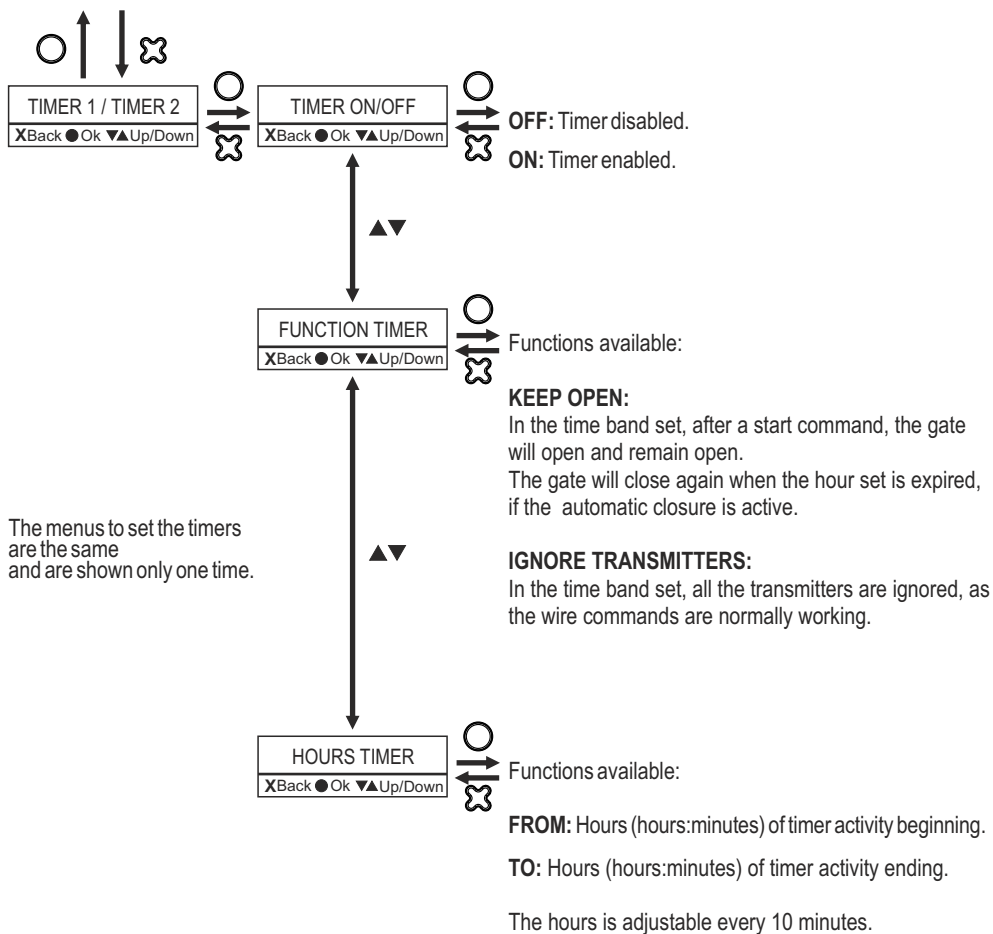 TIMER 1 / TIMER 2
XBack ●Ok ▼▲Up/Down
TIMER ON/OFF
XBack ●Ok ▼▲Up/Down
OFF: Timer disabled.
ON: Timer enabled.
▲▼
FUNCTION TIMER
XBack ●Ok ▼▲Up/Down
Functions available:
KEEP OPEN:
In the time band set, after a start command, the gate
will open and remain open.
The gate will close again when the hour set is expired,
if the automatic closure is active.
The menus to set the timers
are the same
and are shown only one time.
▲▼
IGNORE TRANSMITTERS:
In the time band set, all the transmitters are ignored, as
the wire commands are normally working.
HOURS TIMER
XBack ●Ok ▼▲Up/Down
Functions available:
FROM: Hours (hours:minutes) of timer activity beginning.
TO: Hours (hours:minutes) of timer activity ending.
The hours is adjustable every 10 minutes.